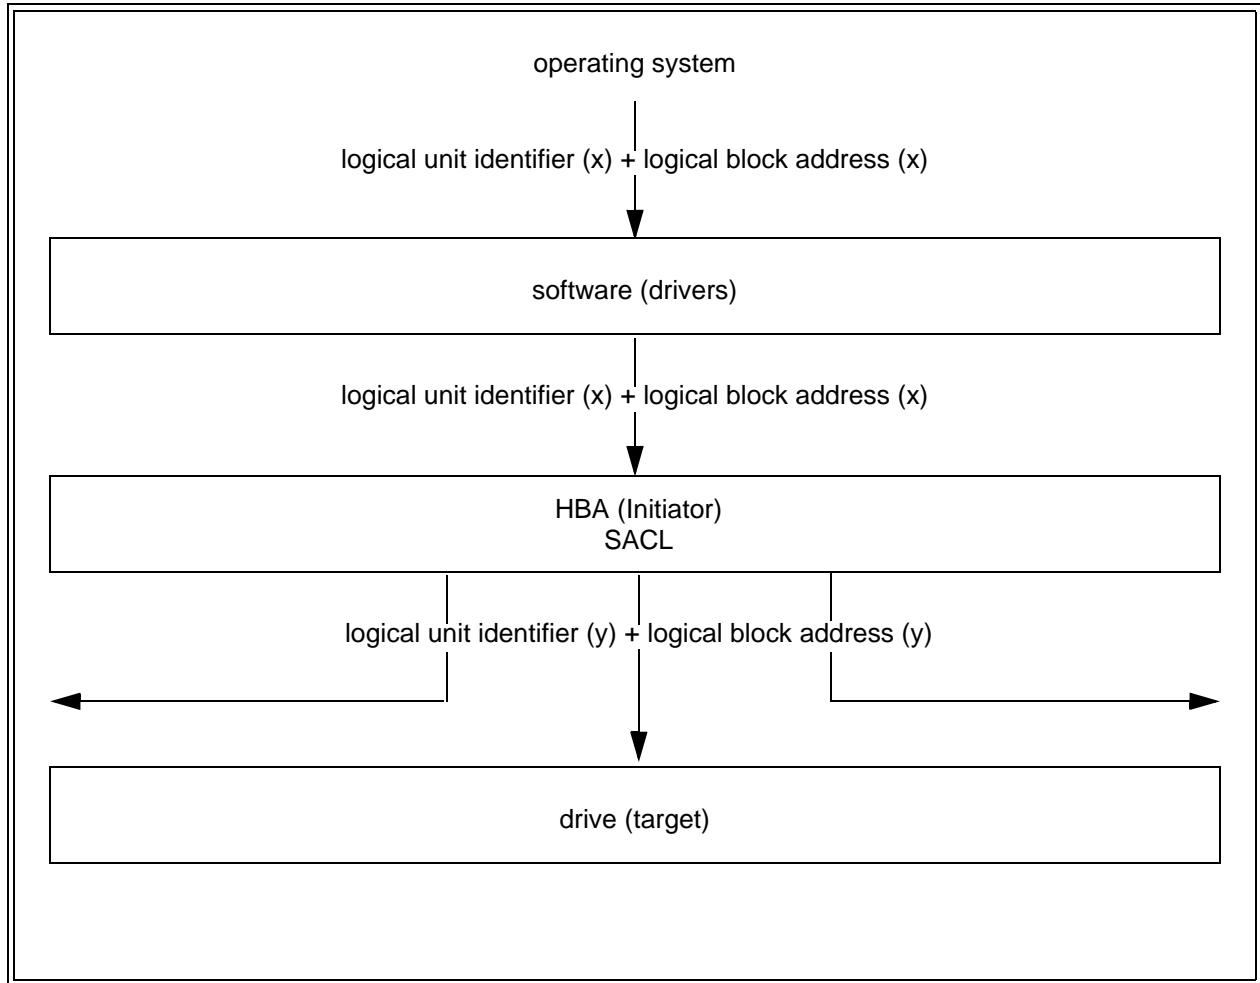 operating system
logical unit identifier (x) + logical block address (x)
software (drivers)
logical unit identifier (x) + logical block address (x)
HBA (Initiator)
SACL
logical unit identifier (y) + logical block address (y)
drive (target)